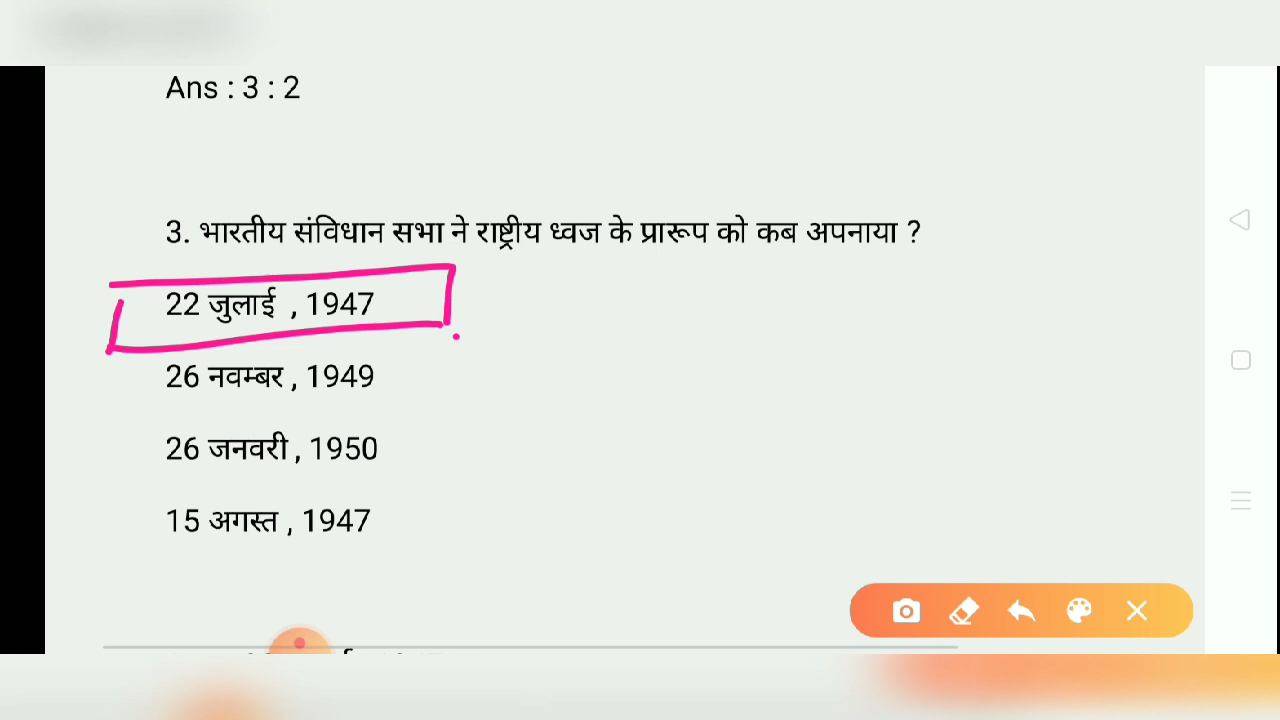 Ans : 3 : 2
3. भारतीय संविधान सभा ने राष्ट्रीय ध्वज के प्रारूप को कब अपनाया ?
22 जुलाई , 1947
26 नवम्बर , 1949
26 जनवरी , 1950
15 अगस्त , 1947